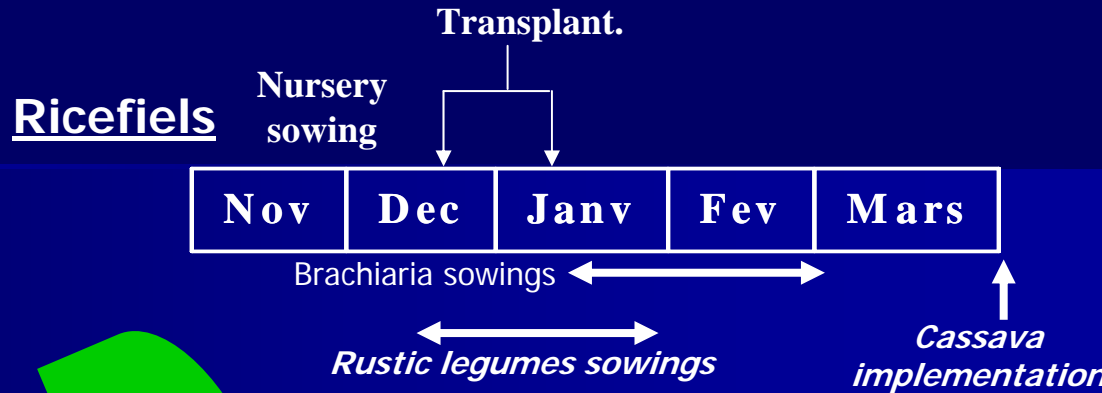 Transplant.
Nursery
sowing
Ricefiels
Nov Dec Janv Fev Mars
Brachiaria sowings
Rustic legumes sowings
Cassava
implementation